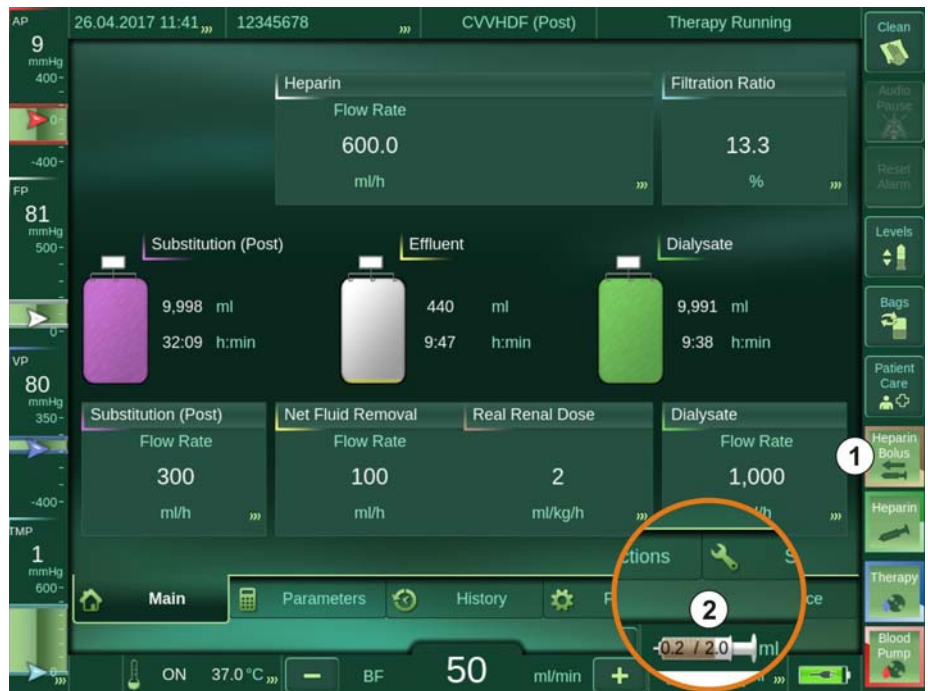 26.04.2017 11:41 12345678 CVVHDF (Post) Therapy Running
AP
9
mmHg
400
0
-400
FP
81
mmHg
500
0
VP
80
mmHg
350
-400
TMP
1
mmHg
600
Heparin
Flow Rate
600.0
ml/h
Filtration Ratio
13.3
%
Substitution (Post)
9,998 ml
32:09 h:min
Effluent
440 ml
9:47 h:min
Dialysate
9,991 ml
9:38 h:min
Substitution (Post)
Flow Rate
300
ml/h
Net Fluid Removal
Flow Rate
100
ml/h
Real Renal Dose
2
ml/kg/h
Dialysate
Flow Rate
1,000
Main Parameters History
2
-0.2 / 2.0 ml
ON 37.0 °C BF 50 ml/min +
Clean
Audio
Pause
Reset
Alarm
Levels
Bags
Patient
Care
1
Heparin
Bolus
Heparin
Therapy
Blood
Pump